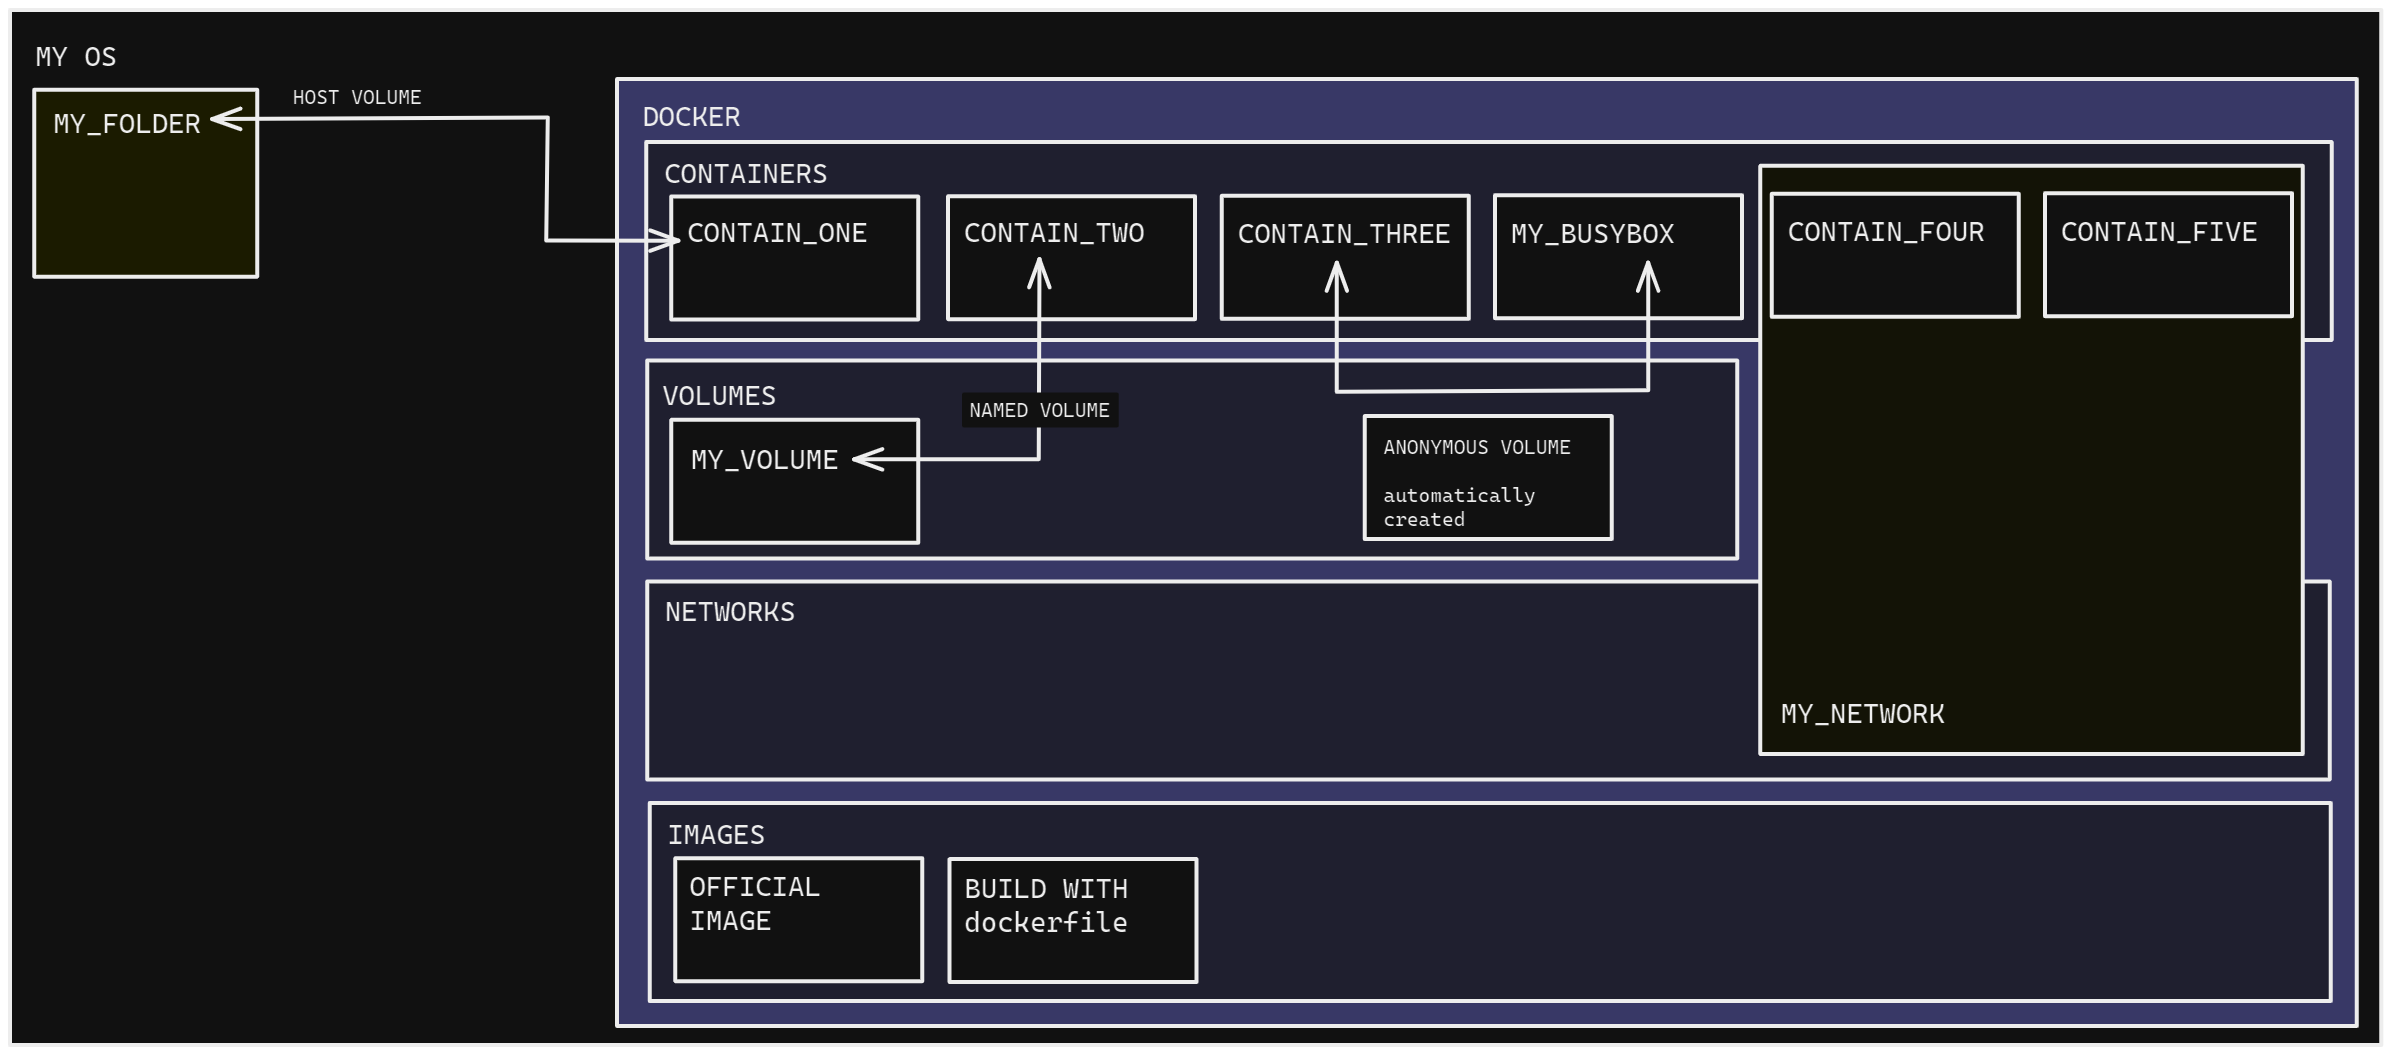 MY OS
MY_FOLDER
HOST VOLUME
DOCKER
CONTAINERS
CONTAIN_ONE
CONTAIN_TWO
CONTAIN_THREE
MY_BUSYBOX
CONTAIN_FOUR
CONTAIN_FIVE
VOLUMES
NAMED VOLUME
MY_VOLUME
ANONYMOUS VOLUME
automatically
created
NETWORKS
MY_NETWORK
IMAGES
OFFICIAL
IMAGE
BUILD WITH
dockerfile